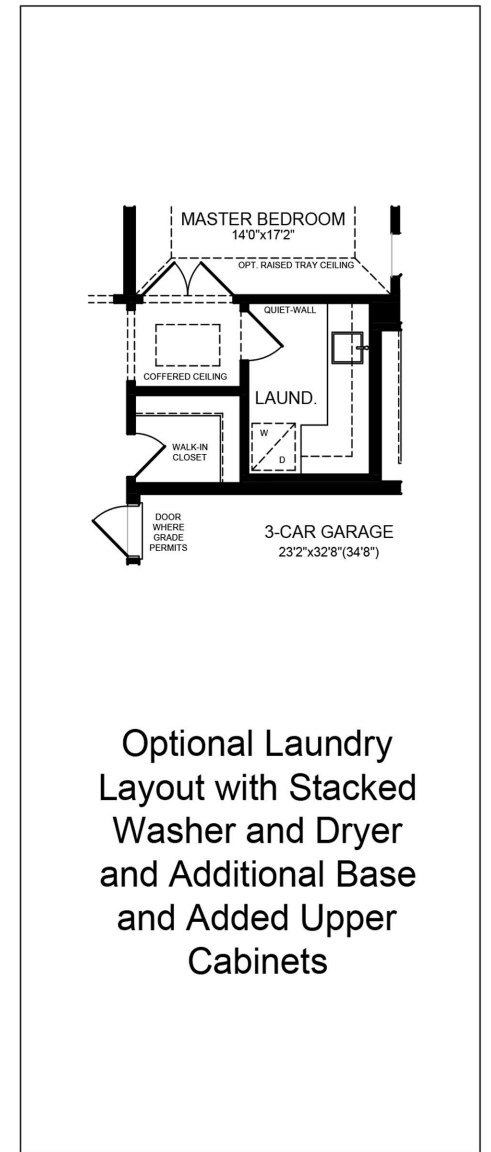 MASTER BEDROOM
14'0"x17'2"
OPT. RAISED TRAY CEILING
QUIET-WALL
COFFERED CEILING
LAUND.
W
D
WALK-IN
CLOSET
DOOR
WHERE
GRADE
PERMITS
3-CAR GARAGE
23'2"x32'8"(34'8")
Optional Laundry
Layout with Stacked
Washer and Dryer
and Additional Base
and Added Upper
Cabinets